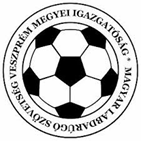 MAGYAR LABDARÚGÓ SZÖVETSÉG VESZPRÉM MEGYEI IGAZGATÓSÁG *